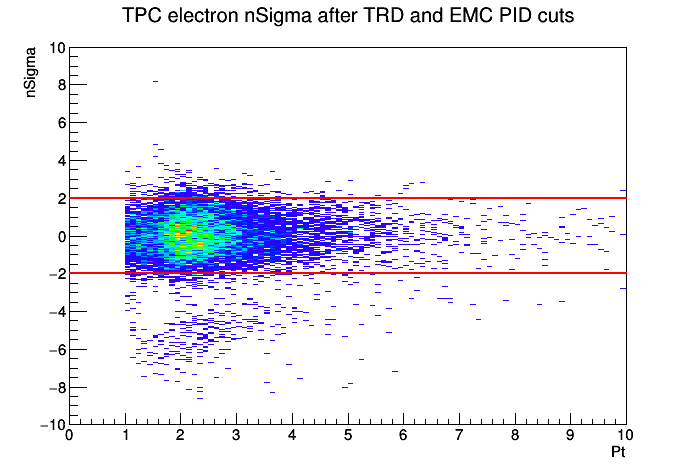 TPC electron nSigma after TRD and EMC PID cuts
nSigma
10
8
6
4
2
0
−2
−4
−6
−8
−10
0 1 2 3 4 5 6 7 8 9 10
Pt